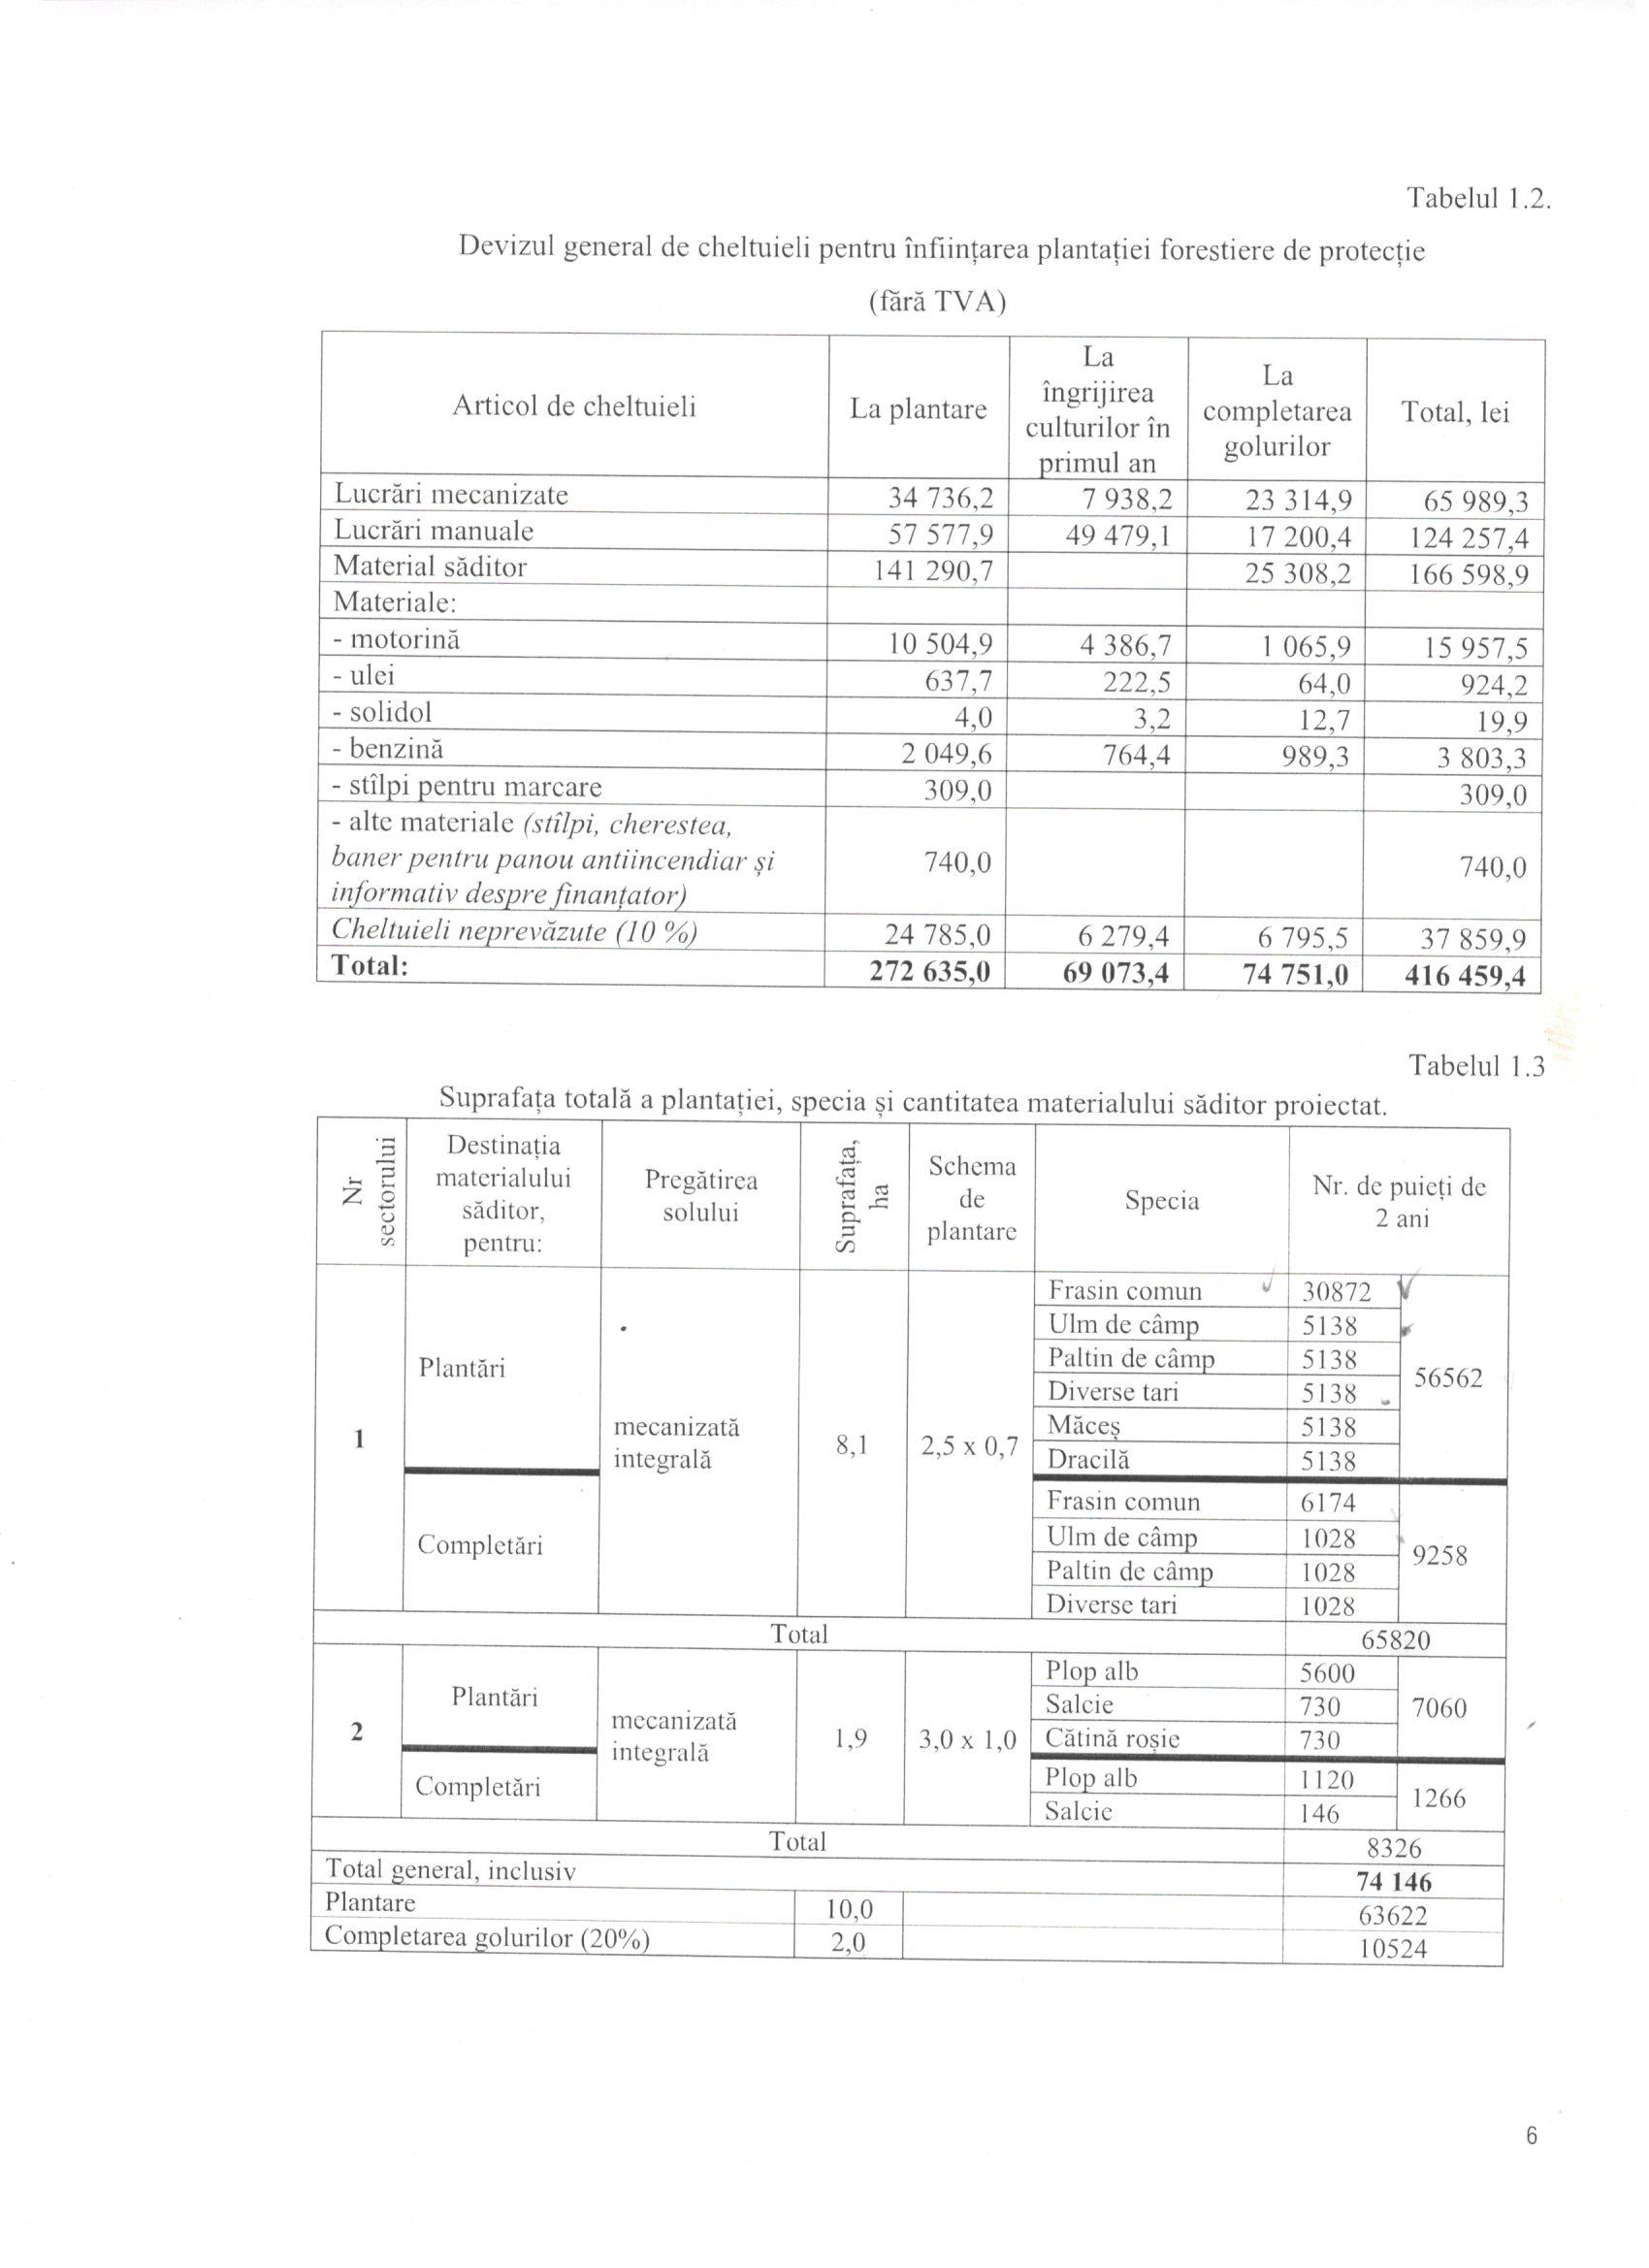 Tabelul 1.2.
Devizul general de cheltuieli pentru înființarea plantației forestiere de protecție
(fără TVA)
Articol de cheltuieli
La plantare
La
îngrijirea
culturilor în
primul an
La
completarea
golurilor
Total, lei
Lucrări mecanizate 34 736,2 7 938,2 23 314,9 65 989,3
Lucrări manuale 57 577,9 49 479,1 17 200,4 124 257,4
Material săditor 141 290,7 25 308,2 166 598,9
Materiale:
- motorină 10 504,9 4 386,7 1 065,9 15 957,5
- ulei 637,7 222,5 64,0 924,2
- solidol 4,0 3,2 12,7 19,9
- benzină 2 049,6 764,4 989,3 3 803,3
- stîlpi pentru marcare 309,0 309,0
- alte materiale (stîlpi, cherestea,
baner pentru panou antiincendiar și 740,0 740,0
informativ despre finanțator)
Cheltuieli neprevăzute (10 %) 24 785,0 6 279,4 6 795,5 37 859,9
Total: 272 635,0 69 073,4 74 751,0 416 459,4
Tabelul 1.3
Suprafața totală a plantației, specia și cantitatea materialului săditor proiectat.
Nr
sectorului
Destinația
materialului
săditor,
pentru:
Pregătirea
solului
Suprafața,
ha
Schema
de
plantare
Specia
Nr. de puieți de
2 ani
1
Plantări
mecanizată
integrală
8,1
2,5 x 0,7
Frasin comun 30872
Ulm de câmp 5138
Paltin de câmp 5138
Diverse tari 5138
Măceș 5138
Dracilă 5138
56562
Completări
Frasin comun 6174
Ulm de câmp 1028
Paltin de câmp 1028
Diverse tari 1028
9258
Total 65820
2
Plantări
mecanizată
integrală
1,9
3,0 x 1,0
Plop alb 5600
Salcie 730
Cătină roșie 730
7060
Completări
Plop alb 1120
Salcie 146
1266
Total 8326
Total general, inclusiv 74 146
Plantare 10,0 63622
Completarea golurilor (20%) 2,0 10524
6